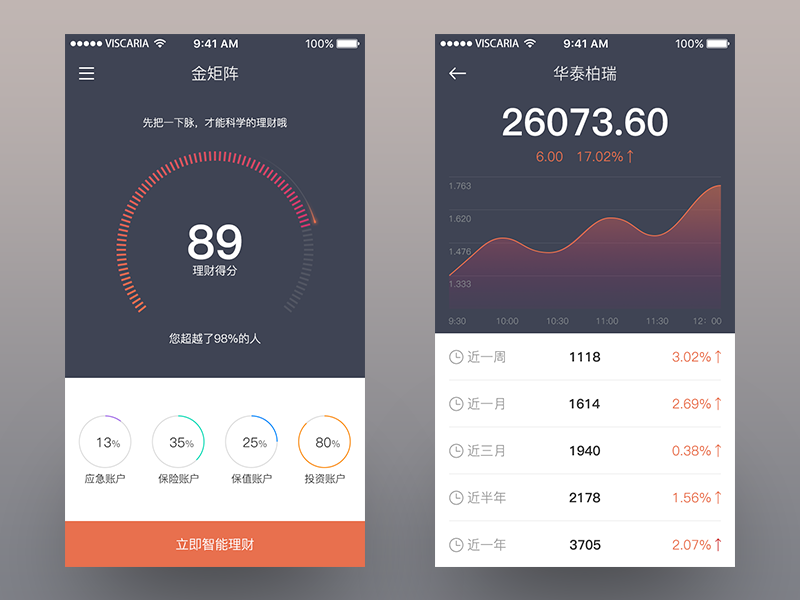 VISCARIA 9:41 AM 100%
金矩阵
先把一下脉，才能科学的理财哦
89
理财得分
您超越了98%的人
13% 35% 25% 80%
应急账户 保险账户 保值账户 投资账户
立即智能理财
VISCARIA 9:41 AM 100%
华泰柏瑞
26073.60
6.00 17.02%↑
1.763
1.620
1.476
1.333
9:30 10:00 10:30 11:00 11:30 12：00
近一周 1118 3.02%↑
近一月 1614 2.69%↑
近三月 1940 0.38%↑
近半年 2178 1.56%↑
近一年 3705 2.07%↑